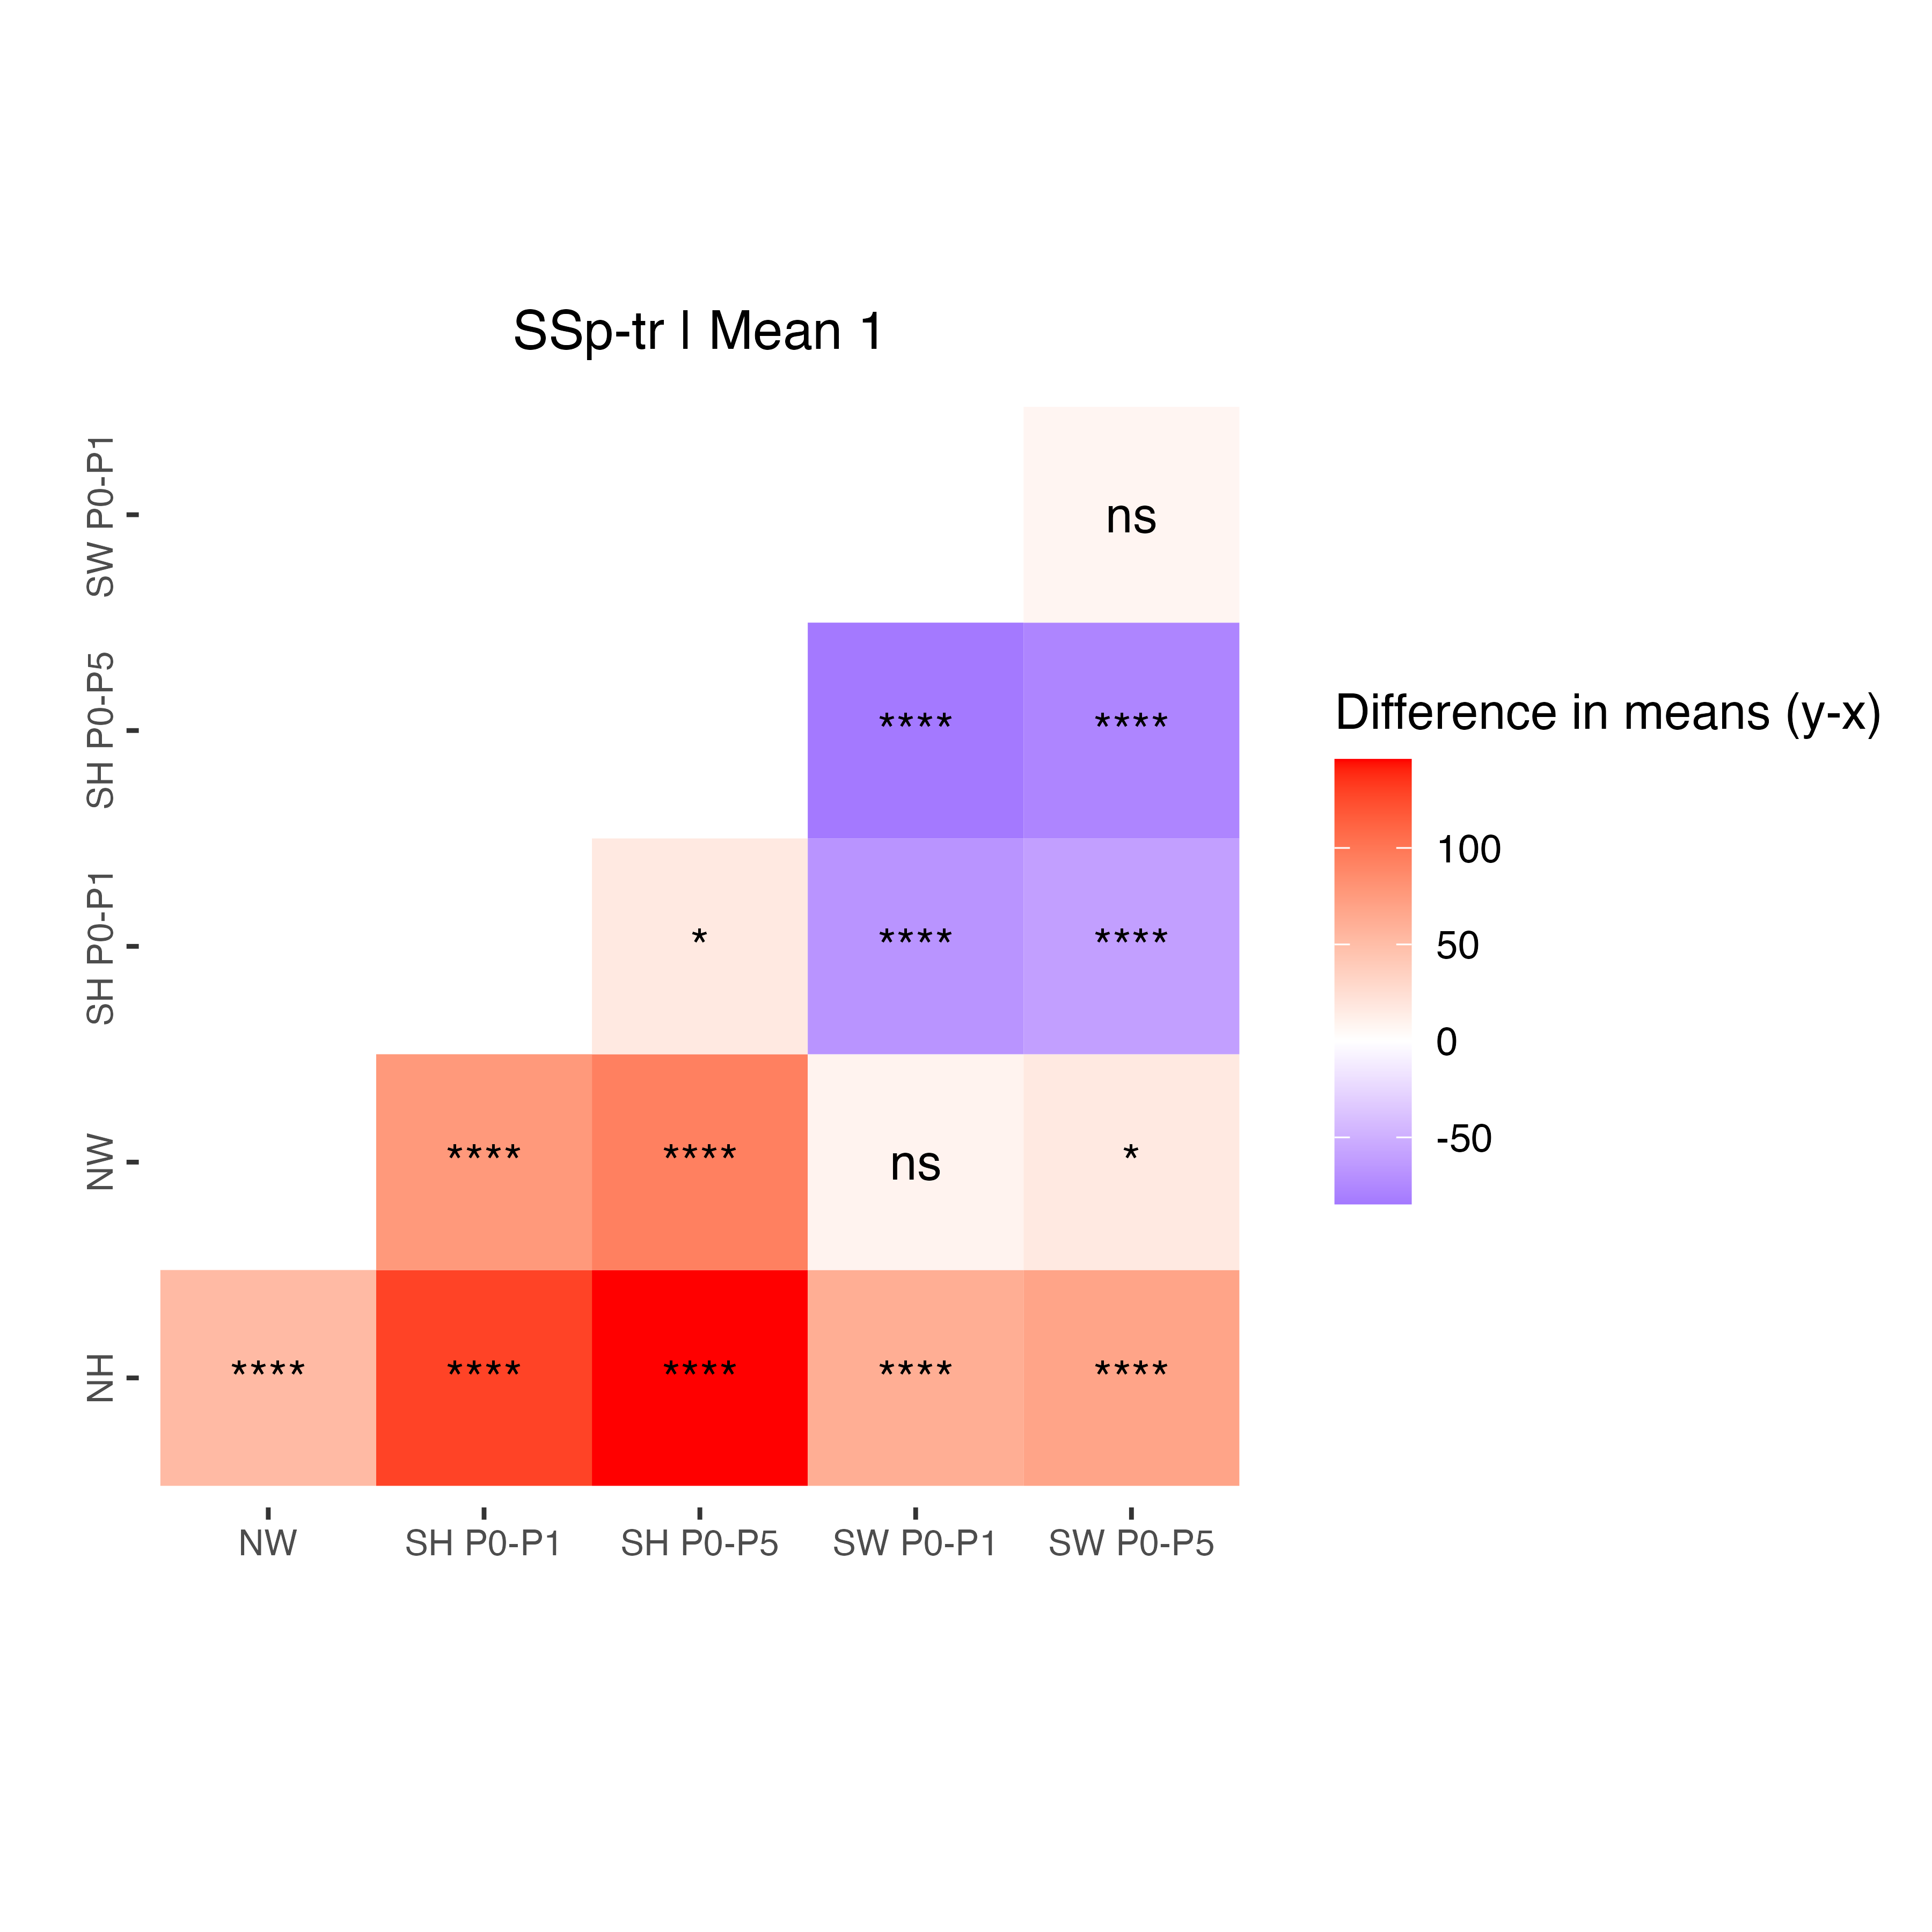 SSp-tr | Mean 1
SW P0-P1
ns
SH P0-P5
**** ****
SH P0-P1
* **** ****
NW
**** **** ns *
NH
**** **** **** **** ****
NW SH P0-P1 SH P0-P5 SW P0-P1 SW P0-P5
Difference in means (y-x)
100
50
0
-50